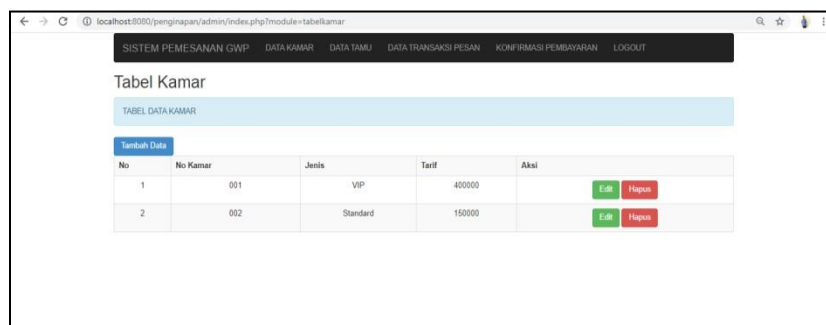 localhost:8080/penginapan/admin/index.php?module=tabelkamar
SISTEM PEMESANAN GWP DATA KAMAR DATA TAMU DATA TRANSAKSI PESAN KONFIRMASI PEMBAYARAN LOGOUT
Tabel Kamar
TABEL DATA KAMAR
Tambah Data
No No Kamar Jenis Tarif Aksi
1 001 VIP 400000 Edit Hapus
2 002 Standard 150000 Edit Hapus